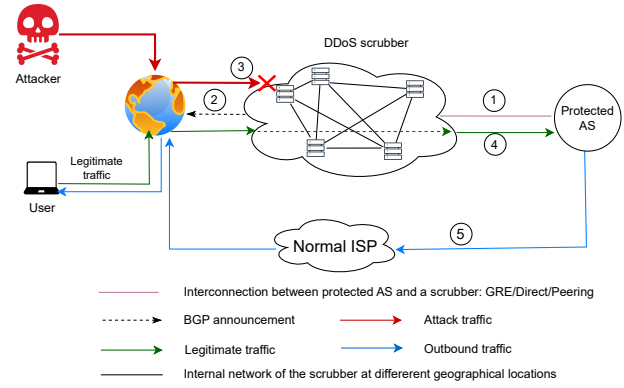 DDoS scrubber
3
Attacker
2
1
Protected
AS
4
Legitimate
traffic
User
5
Normal ISP
Interconnection between protected AS and a scrubber: GRE/Direct/Peering
BGP announcement
Attack traffic
Legitimate traffic
Outbound traffic
Internal network of the scrubber at differeent geographical locations